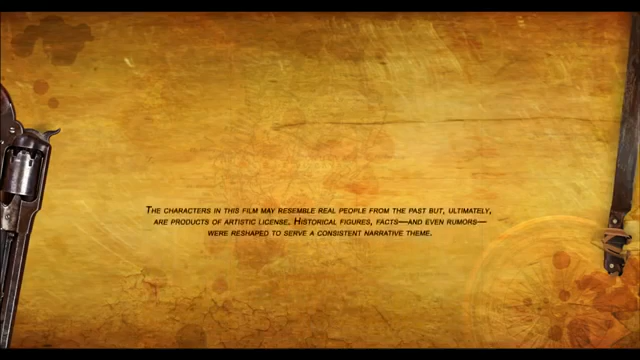 The characters in this film may resemble real people from the past but, ultimately,
are products of artistic license. Historical figures, facts—and even rumors—
were reshaped to serve a consistent narrative theme.